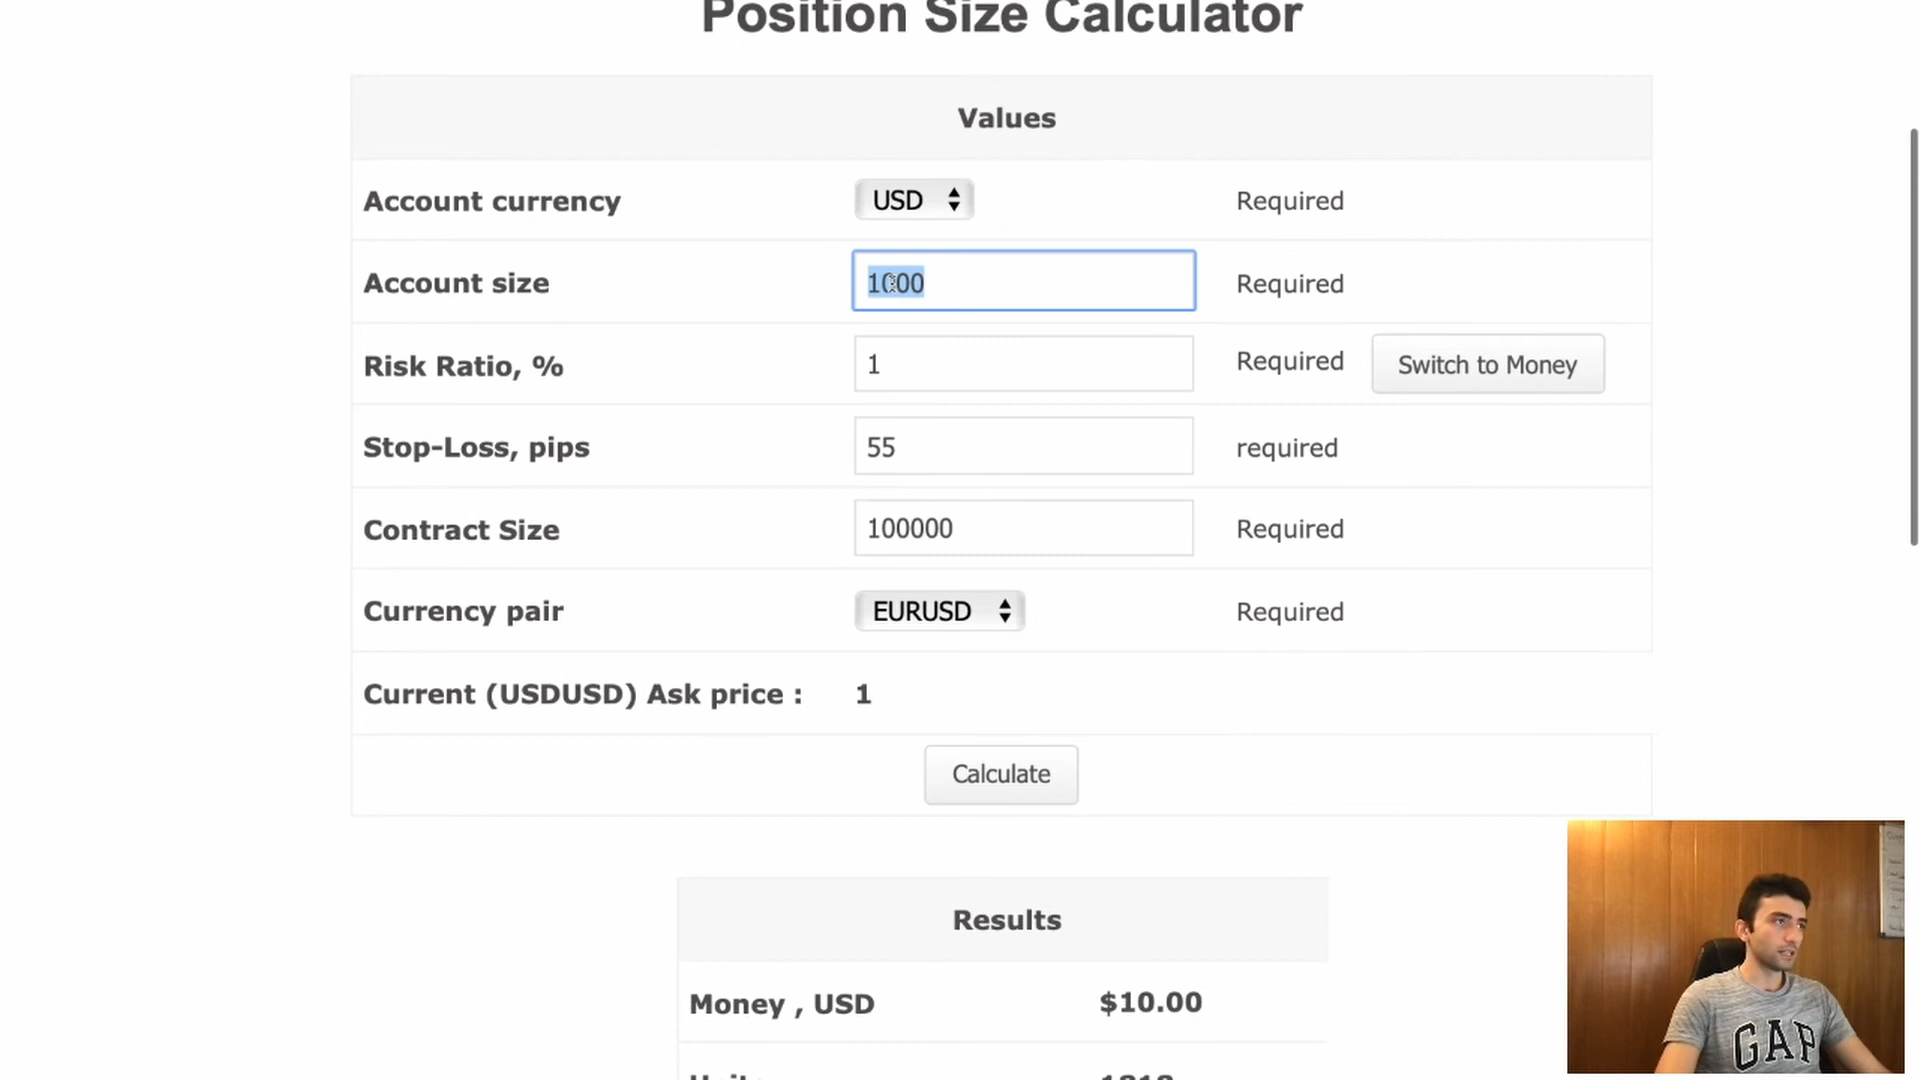 Position Size Calculator
Values
Account currency USD Required
Account size 1000 Required
Risk Ratio, % 1 Required Switch to Money
Stop-Loss, pips 55 required
Contract Size 100000 Required
Currency pair EURUSD Required
Current (USDUSD) Ask price : 1
Calculate
Results
Money , USD $10.00
GAP